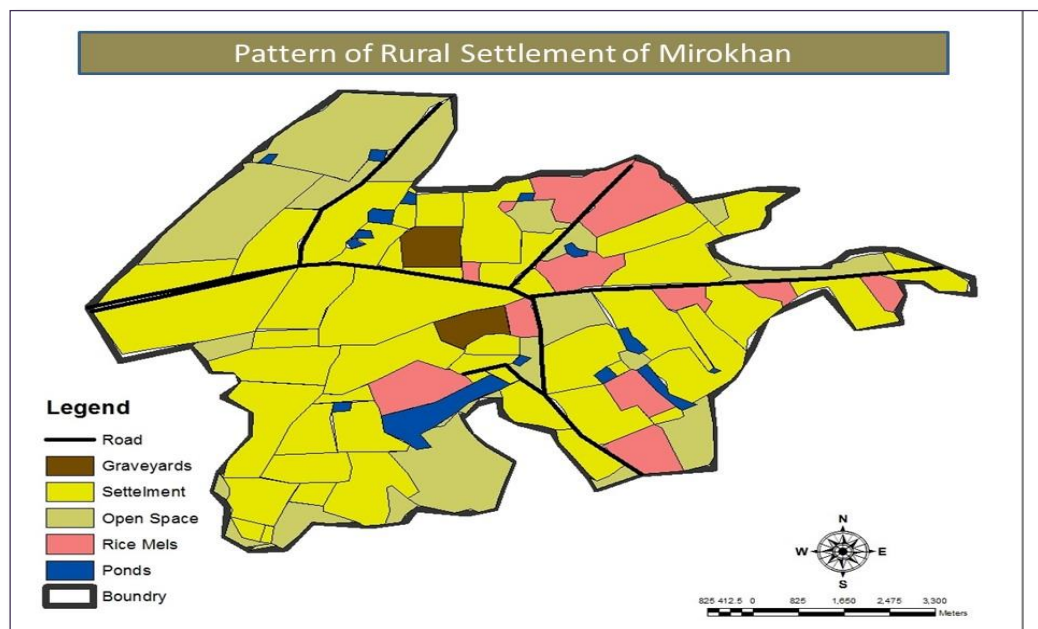 Pattern of Rural Settlement of Mirokhan
Legend
Road
Graveyards
Settelment
Open Space
Rice Mels
Ponds
Boundry
N
W E
S
825 412.5 0 825 1,650 2,475 3,300
Meters